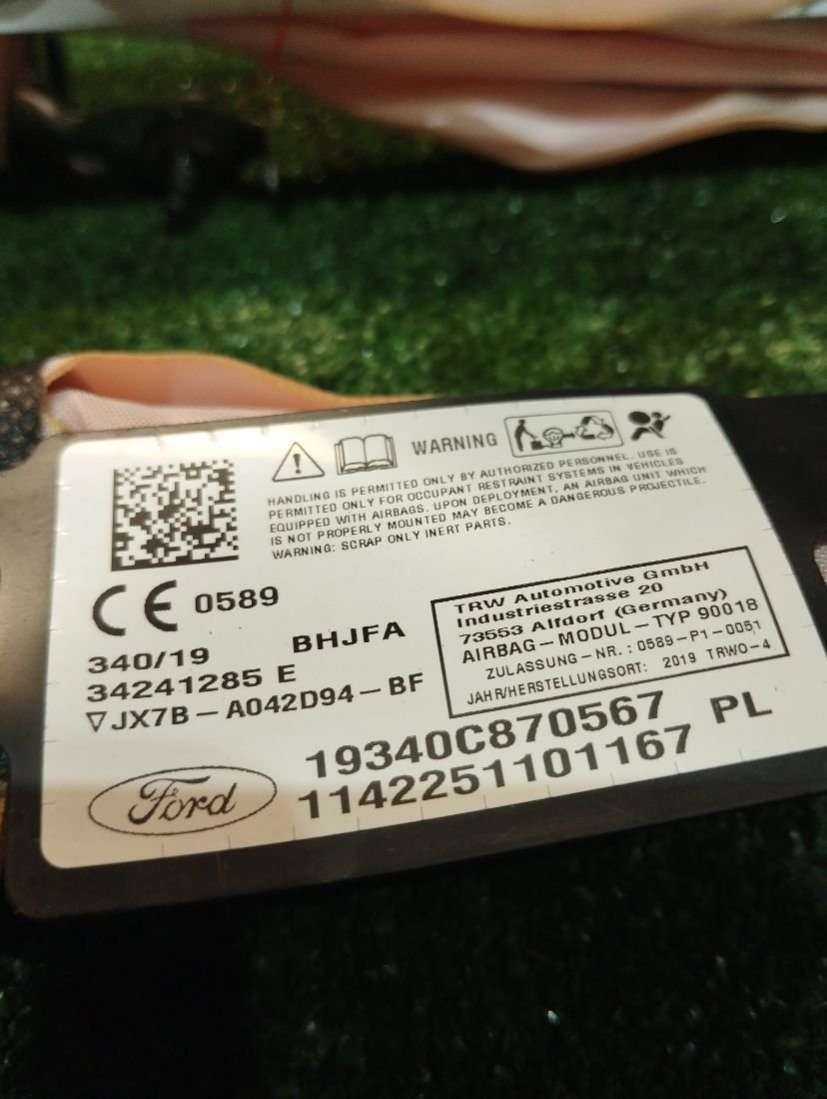 WARNING
HANDLING IS PERMITTED ONLY BY AUTHORIZED PERSONNEL. USE IS
PERMITTED ONLY FOR OCCUPANT RESTRAINT SYSTEMS IN VEHICLES
EQUIPPED WITH AIRBAGS. UPON DEPLOYMENT, AN AIRBAG UNIT WHICH
IS NOT PROPERLY MOUNTED MAY BECOME A DANGEROUS PROJECTILE.
WARNING: SCRAP ONLY INERT PARTS.
CE 0589
340/19 BHJFA
34241285 E
▽JX7B-A042D94-BF
TRW Automotive GmbH
Industriestrasse 20
73553 Alfdorf (Germany)
AIRBAG-MODUL-TYP 90018
ZULASSUNG-NR.: 0589-P1-0051
JAHR/HERSTELLUNGSORT: 2019 TRWO-4
19340C870567 PL
1142251101167
Ford